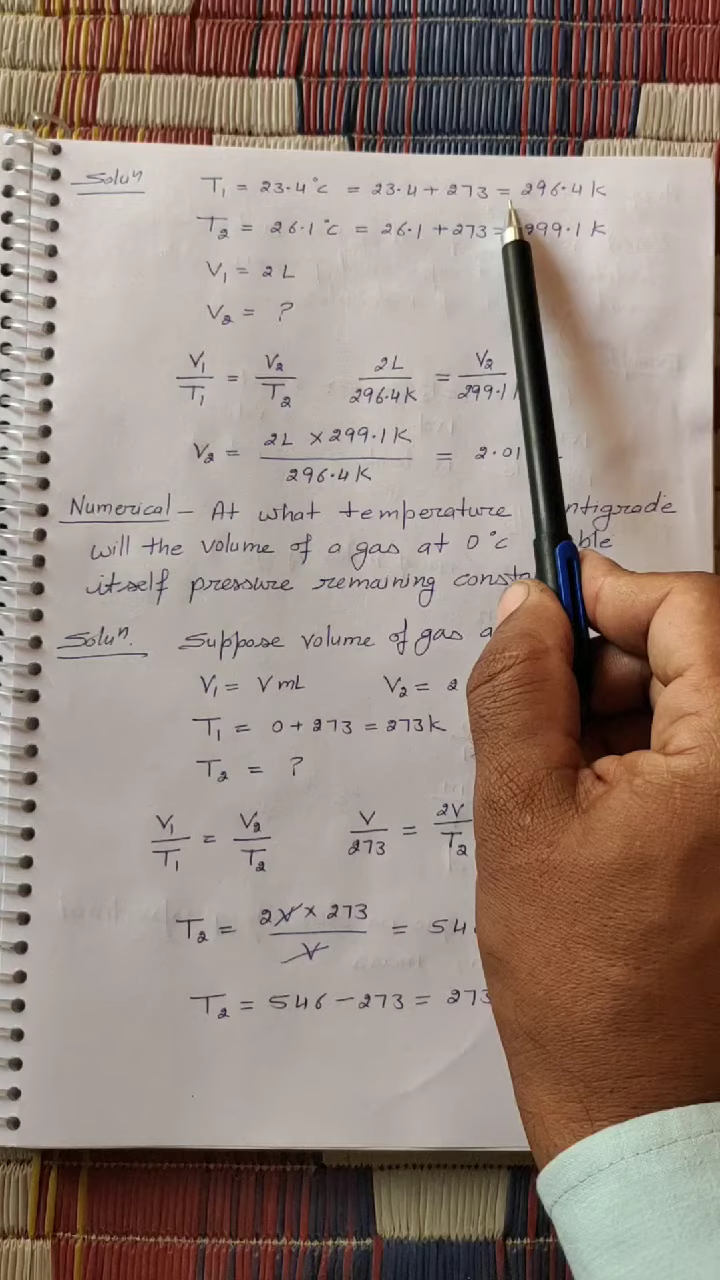 Solun T₁ = 23.4°C = 23.4 + 273 = 296.4 K
T₂ = 26.1°C = 26.1 + 273 = 299.1 K
V₁ = 2L
V₂ = ?
V₁/T₁ = V₂/T₂ 2L/296.4K = V₂/299.1
V₂ = 2L × 299.1K / 296.4K = 2.01
Numerical - At what temperature
will the volume of a gas at 0°C
itself pressure remaining
Solun. Suppose volume of gas
V₁ = V mL V₂ = 2
T₁ = 0 + 273 = 273K
T₂ = ?
V₁/T₁ = V₂/T₂ V/273 = 2V/T₂
T₂ = 2V × 273 / V =
T₂ = 546 - 273 = 273